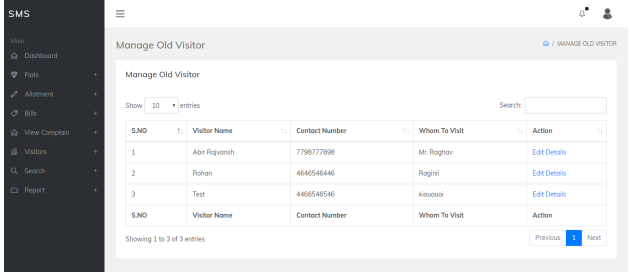 SMS
Main
Dashboard
Flats +
Allotment +
Bills +
View Complain +
Visitors +
Search +
Report +
Manage Old Visitor
/ MANAGE OLD VISITOR
Manage Old Visitor
Show 10 entries
Search:
S.NO Visitor Name Contact Number Whom To Visit Action
1 Abir Rajvansh 7798777898 Mr. Raghav Edit Details
2 Rohan 4646546446 Raginii Edit Details
3 Test 4466546546 kiououoi Edit Details
S.NO Visitor Name Contact Number Whom To Visit Action
Showing 1 to 3 of 3 entries
Previous 1 Next